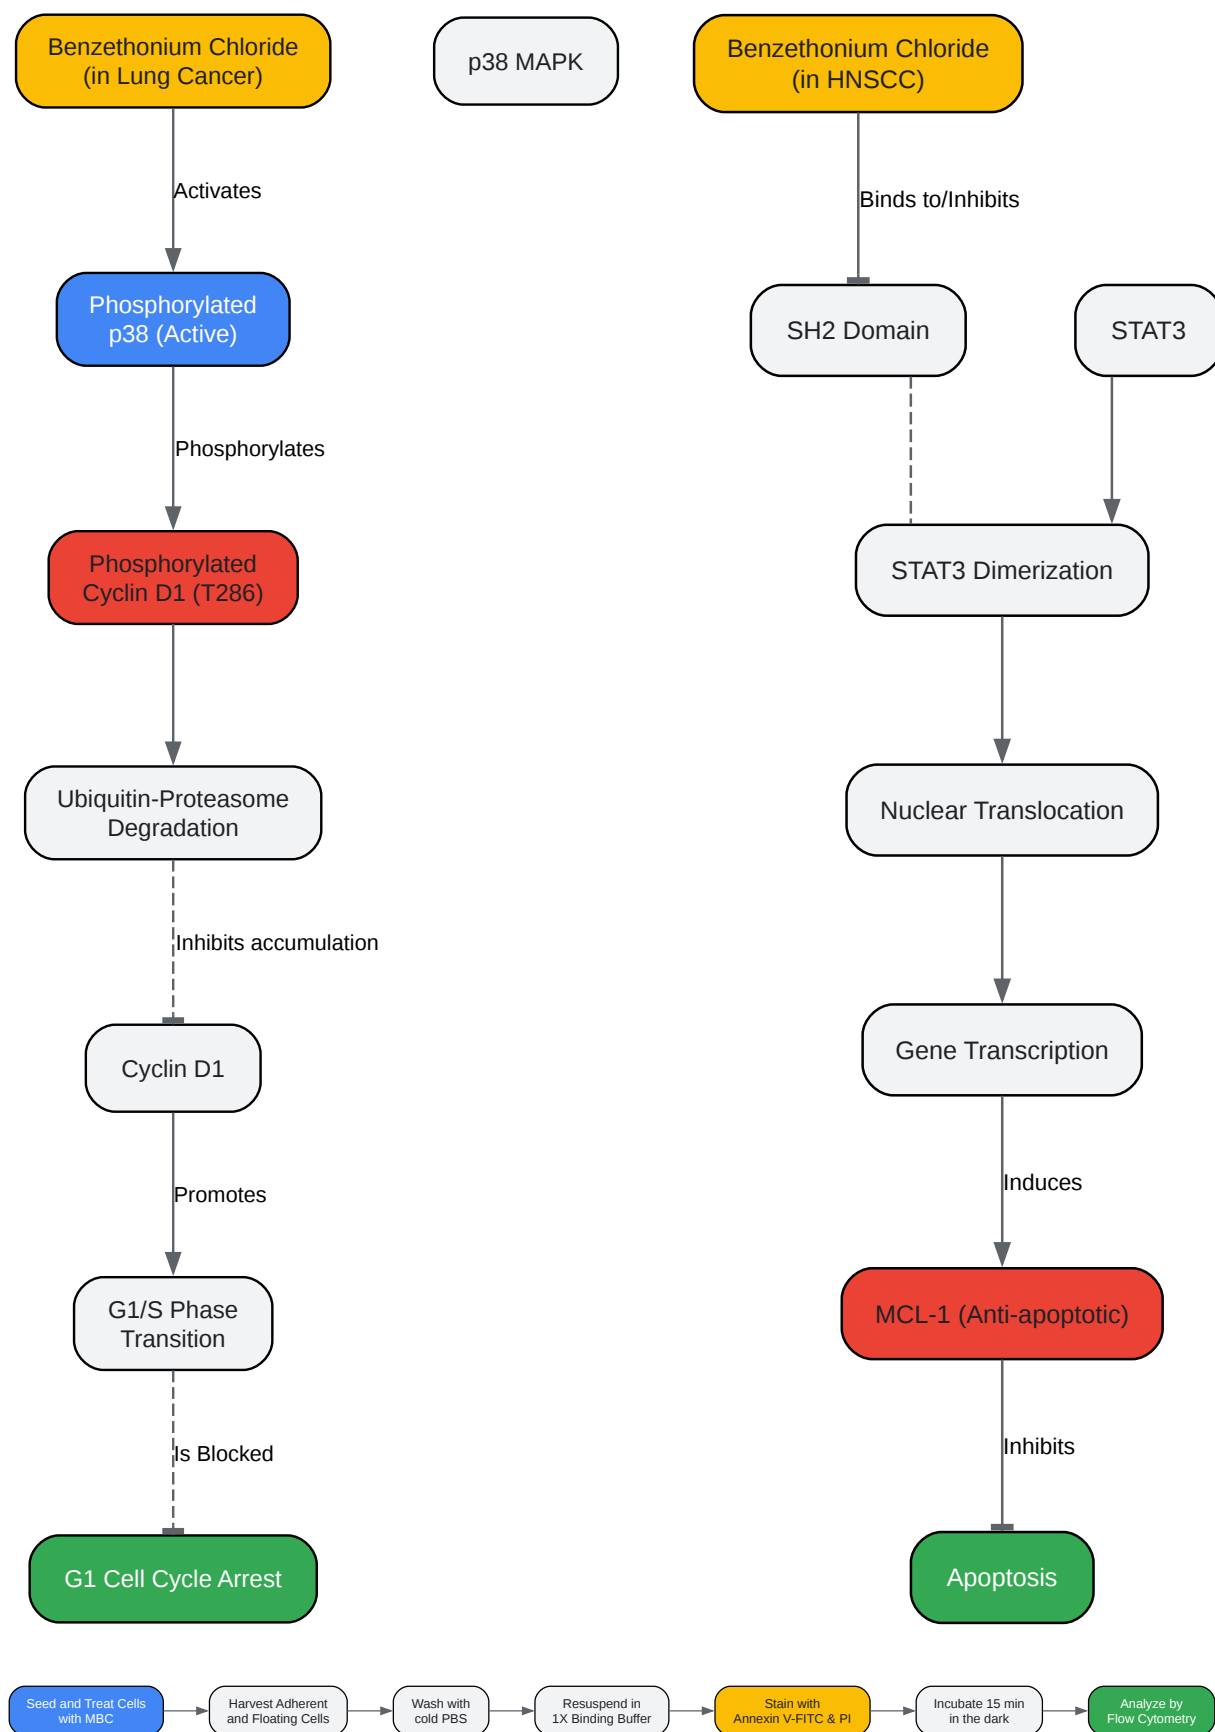 Benzethonium Chloride
(in Lung Cancer)
p38 MAPK
Benzethonium Chloride
(in HNSCC)
Activates
Binds to/Inhibits
Phosphorylated
p38 (Active)
SH2 Domain
STAT3
Phosphorylates
Phosphorylated
Cyclin D1 (T286)
STAT3 Dimerization
Ubiquitin-Proteasome
Degradation
Nuclear Translocation
Inhibits accumulation
Cyclin D1
Gene Transcription
Promotes
Induces
G1/S Phase
Transition
MCL-1 (Anti-apoptotic)
Is Blocked
Inhibits
G1 Cell Cycle Arrest
Apoptosis
Seed and Treat Cells
with MBC
Harvest Adherent
and Floating Cells
Wash with
cold PBS
Resuspend in
1X Binding Buffer
Stain with
Annexin V-FITC & PI
Incubate 15 min
in the dark
Analyze by
Flow Cytometry